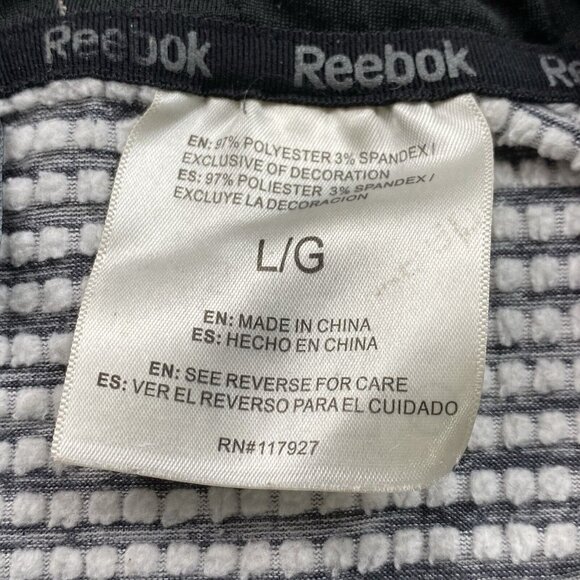 Reebok Reebok Re
EN: 97% POLYESTER 3% SPANDEX/
EXCLUSIVE OF DECORATION
ES: 97% POLIESTER 3% SPANDEX/
EXCLUYE LA DECORACION
L/G
EN: MADE IN CHINA
ES: HECHO EN CHINA
EN: SEE REVERSE FOR CARE
ES: VER EL REVERSO PARA EL CUIDADO
RN#117927